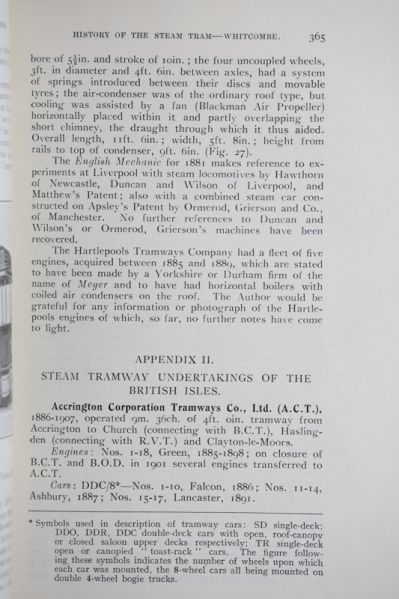 HISTORY OF THE STEAM TRAM—WHITCOMBE. 365
bore of 5½in. and stroke of 10in.; the four uncoupled wheels,
3ft. in diameter and 4ft. 6in. between axles, had a system
of springs introduced between their discs and movable
tyres; the air-condenser was of the ordinary roof type, but
cooling was assisted by a fan (Blackman Air Propeller)
horizontally placed within it and partly overlapping the
short chimney, the draught through which it thus aided.
Overall length, 11ft. 6in.; width, 5ft. 8in.; height from
rails to top of condenser, 9ft. 6in. (Fig. 27).
The English Mechanic for 1881 makes reference to ex-
periments at Liverpool with steam locomotives by Hawthorn
of Newcastle, Duncan and Wilson of Liverpool, and
Matthew's Patent; also with a combined steam car con-
structed on Apsley's Patent by Ormerod, Grierson and Co.,
of Manchester. No further references to Duncan and
Wilson's or Ormerod, Grierson's machines have been
recovered.
The Hartlepools Tramways Company had a fleet of five
engines, acquired between 1885 and 1889, which are stated
to have been made by a Yorkshire or Durham firm of the
name of Meyer and to have had horizontal boilers with
coiled air condensers on the roof. The Author would be
grateful for any information or photograph of the Hartle-
pools engines of which, so far, no further notes have come
to light.
APPENDIX II.
STEAM TRAMWAY UNDERTAKINGS OF THE
BRITISH ISLES.
Accrington Corporation Tramways Co., Ltd. (A.C.T.),
1886-1907, operated 9m. 36ch. of 4ft. 0in. tramway from
Accrington to Church (connecting with B.C.T.), Hasling-
den (connecting with R.V.T.) and Clayton-le-Moors.
Engines: Nos. 1-18, Green, 1885-1898; on closure of
B.C.T. and B.O.D. in 1901 several engines transferred to
A.C.T.
Cars: DDC/8*—Nos. 1-10, Falcon, 1886; Nos. 11-14,
Ashbury, 1887; Nos. 15-17, Lancaster, 1891.
* Symbols used in description of tramway cars: SD single-deck;
DDO, DDR, DDC double-deck cars with open, roof-canopy
or closed saloon upper decks respectively; TR single-deck
open or canopied "toast-rack" cars. The figure follow-
ing these symbols indicates the number of wheels upon which
each car was mounted, the 8-wheel cars all being mounted on
double 4-wheel bogie trucks.